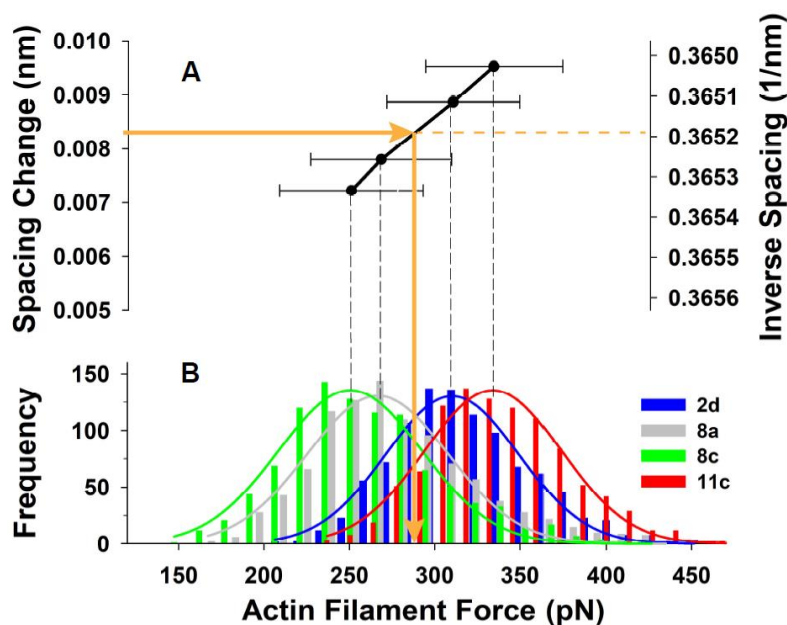 A
Spacing Change (nm)
0.010
0.009
0.008
0.007
0.006
0.005
0.3650
0.3651
0.3652
0.3653
0.3654
0.3655
0.3656
Inverse Spacing (1/nm)
B
Frequency
150
100
50
0
2d
8a
8c
11c
150 200 250 300 350 400 450
Actin Filament Force (pN)